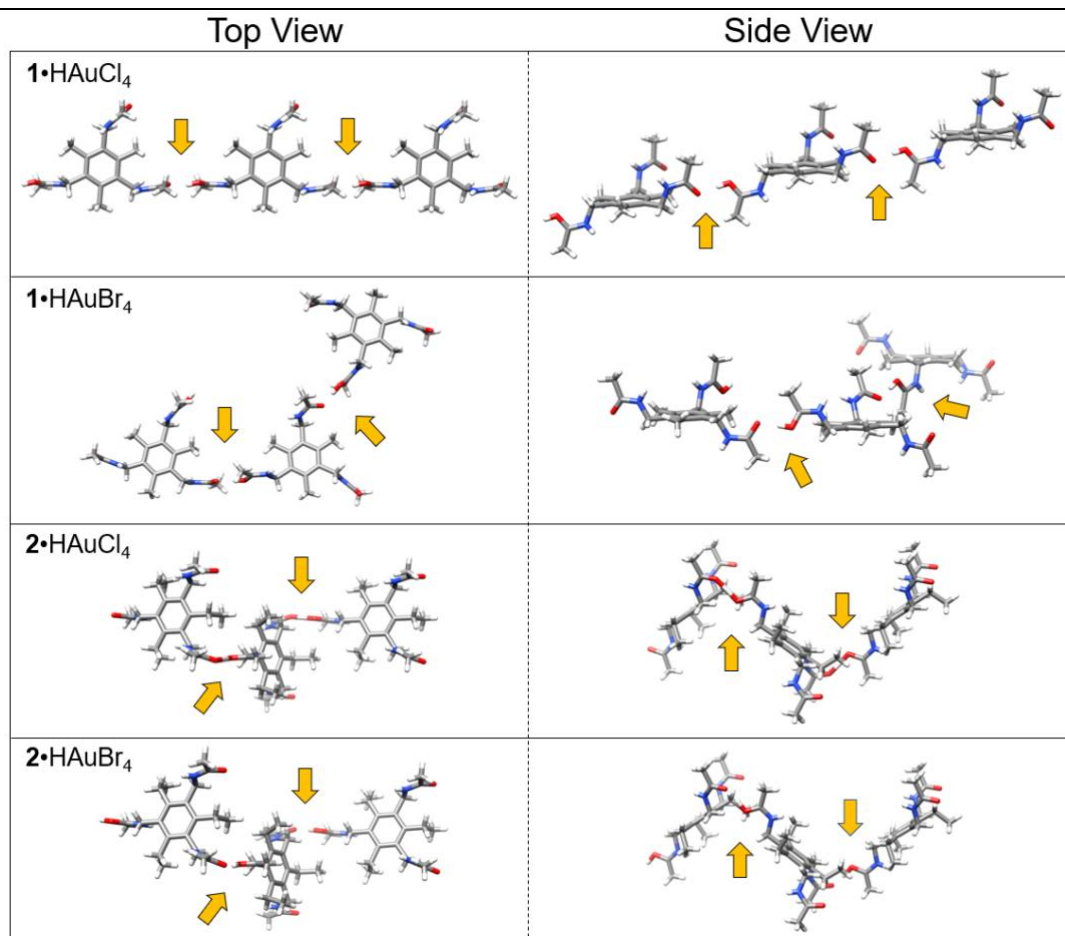 Top View
Side View
1•HAuCl₄
1•HAuBr₄
2•HAuCl₄
2•HAuBr₄